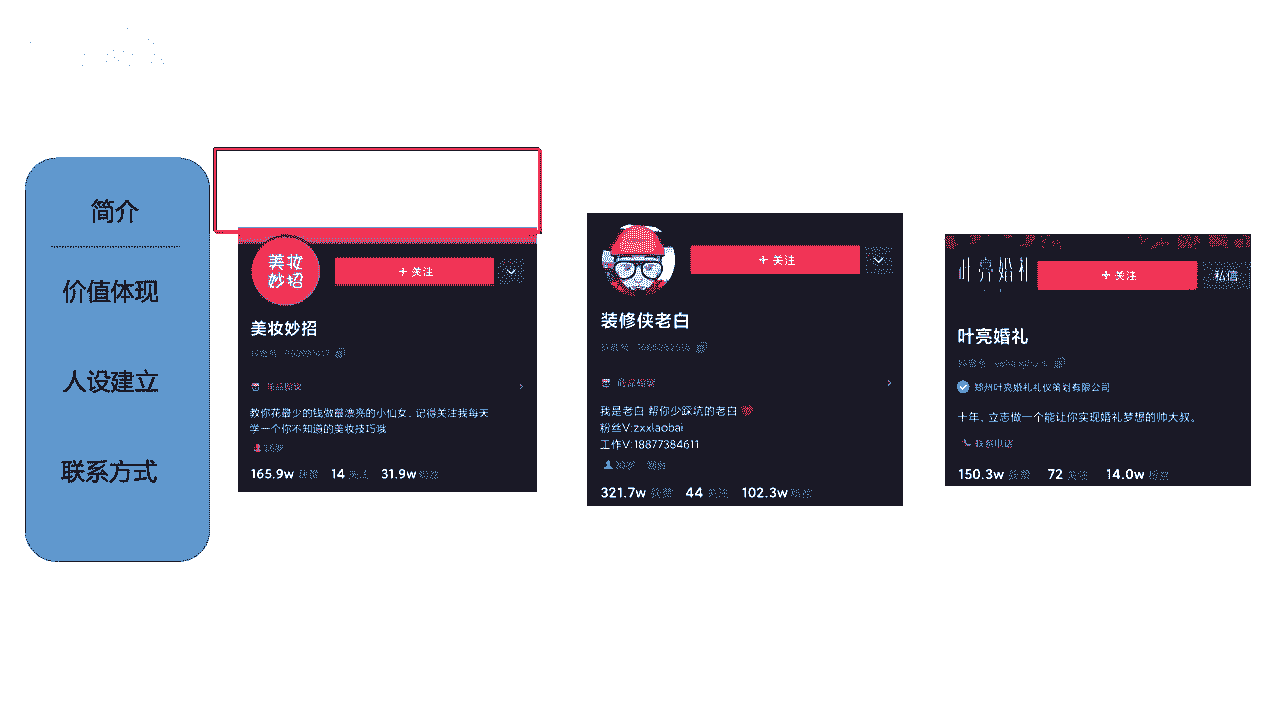 简介
价值体现
人设建立
联系方式
美妆
妙招
+ 关注
美妆妙招
教你花最少的钱做最漂亮的小仙女，记得关注我每天
学一个你不知道的美妆技巧哦
165.9w 获赞 14 关注 31.9w 粉丝
+ 关注
装修侠老白
我是老白 帮你少踩坑的老白
粉丝V:zxxlaobai
工作V:18877384611
321.7w 获赞 44 关注 102.3w 粉丝
叶亮婚礼
+ 关注
私信
叶亮婚礼
郑州叶亮婚礼礼仪策划有限公司
十年，立志做一个能让你实现婚礼梦想的帅大叔。
联系电话
150.3w 获赞 72 关注 14.0w 粉丝